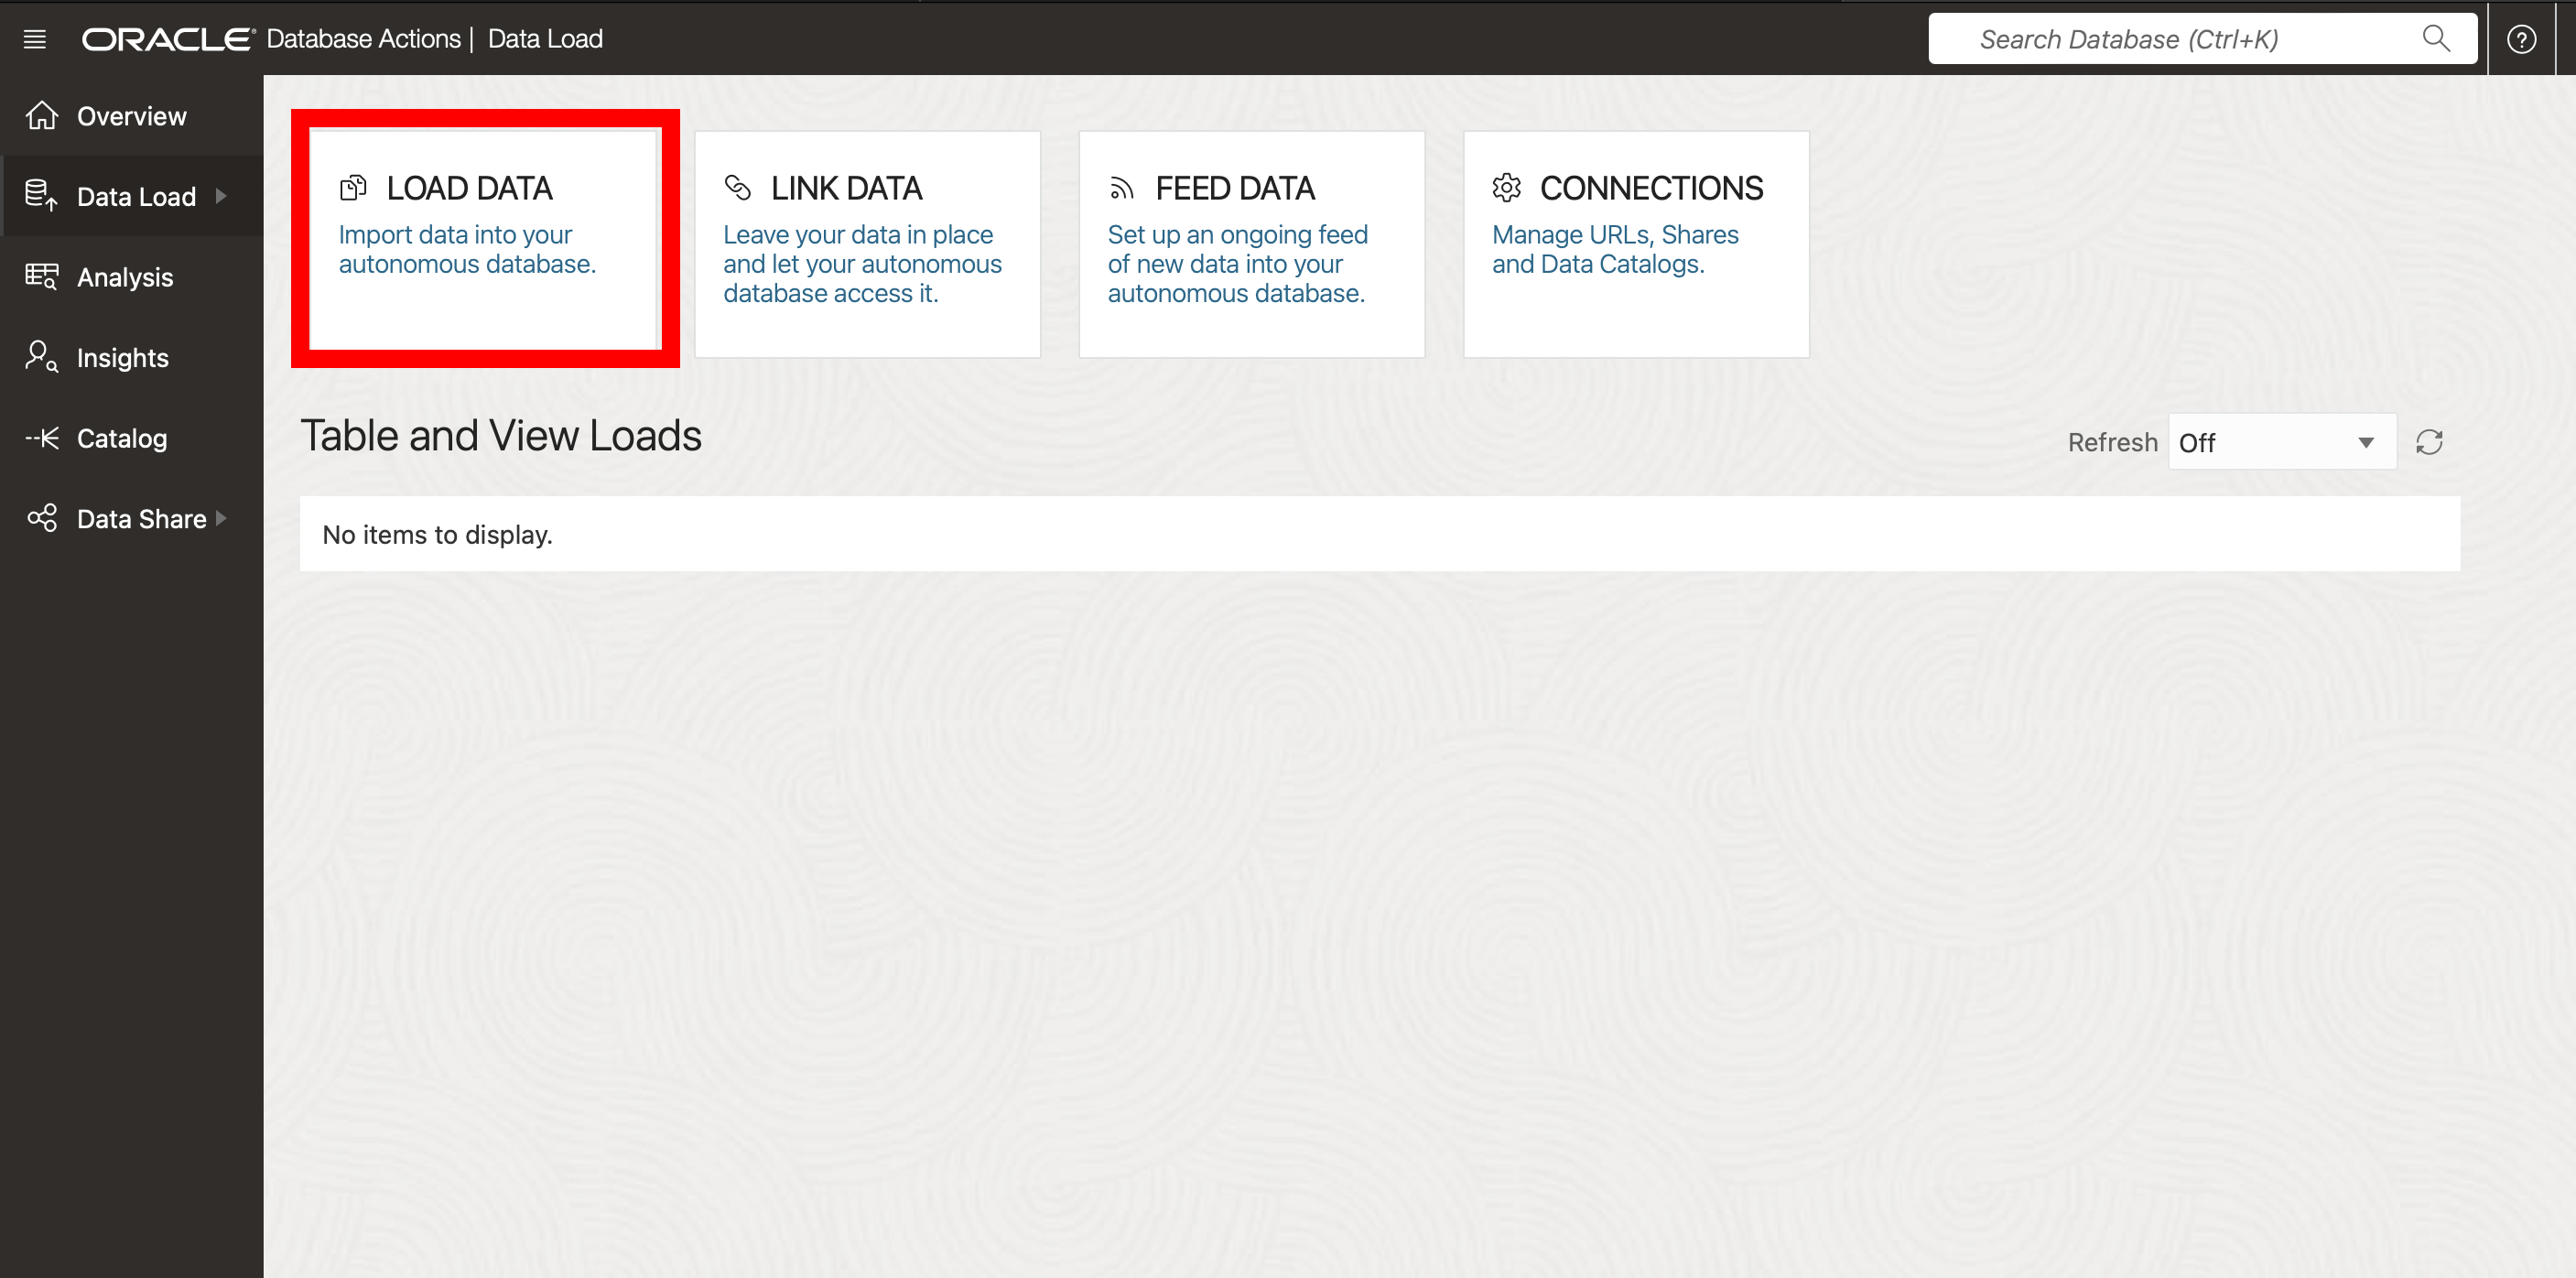 ORACLE® Database Actions | Data Load
Search Database (Ctrl+K)
Overview
Data Load
Analysis
Insights
Catalog
Data Share
LOAD DATA
Import data into your
autonomous database.
LINK DATA
Leave your data in place
and let your autonomous
database access it.
FEED DATA
Set up an ongoing feed
of new data into your
autonomous database.
CONNECTIONS
Manage URLs, Shares
and Data Catalogs.
Table and View Loads
Refresh Off
No items to display.